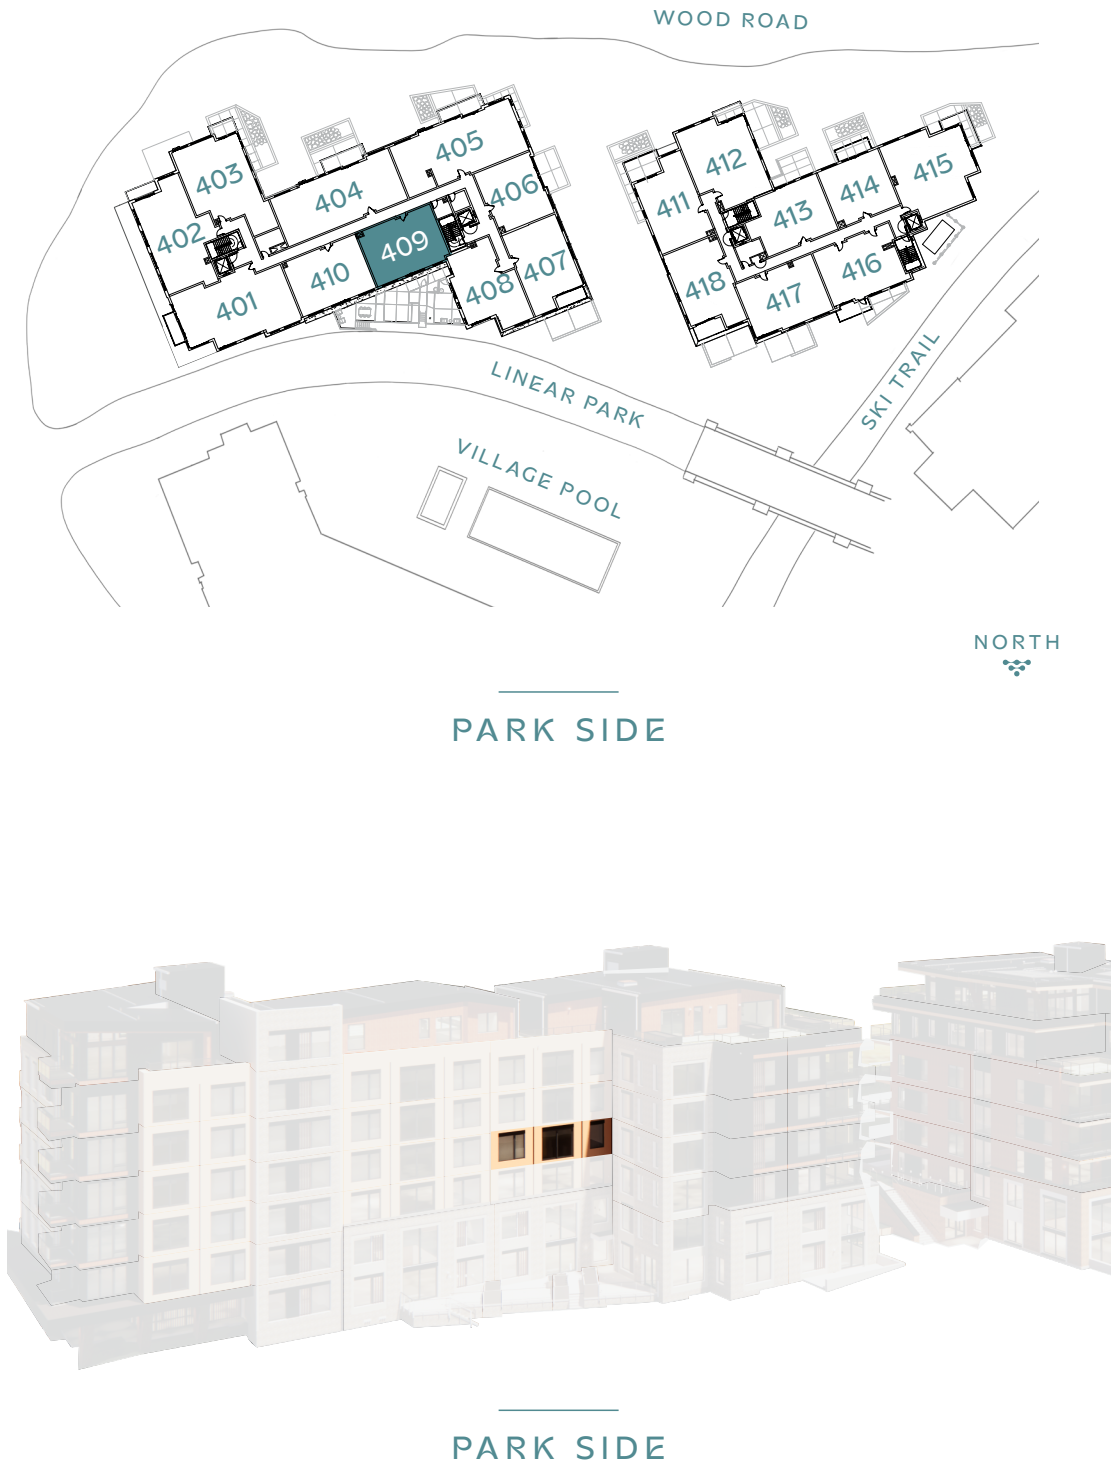 WOOD ROAD
403
404
405
406
402
401
410
409
408
407
412
411
413
414
415
418
417
416
LINEAR PARK
SKI TRAIL
VILLAGE POOL
NORTH
PARK SIDE
PARK SIDE